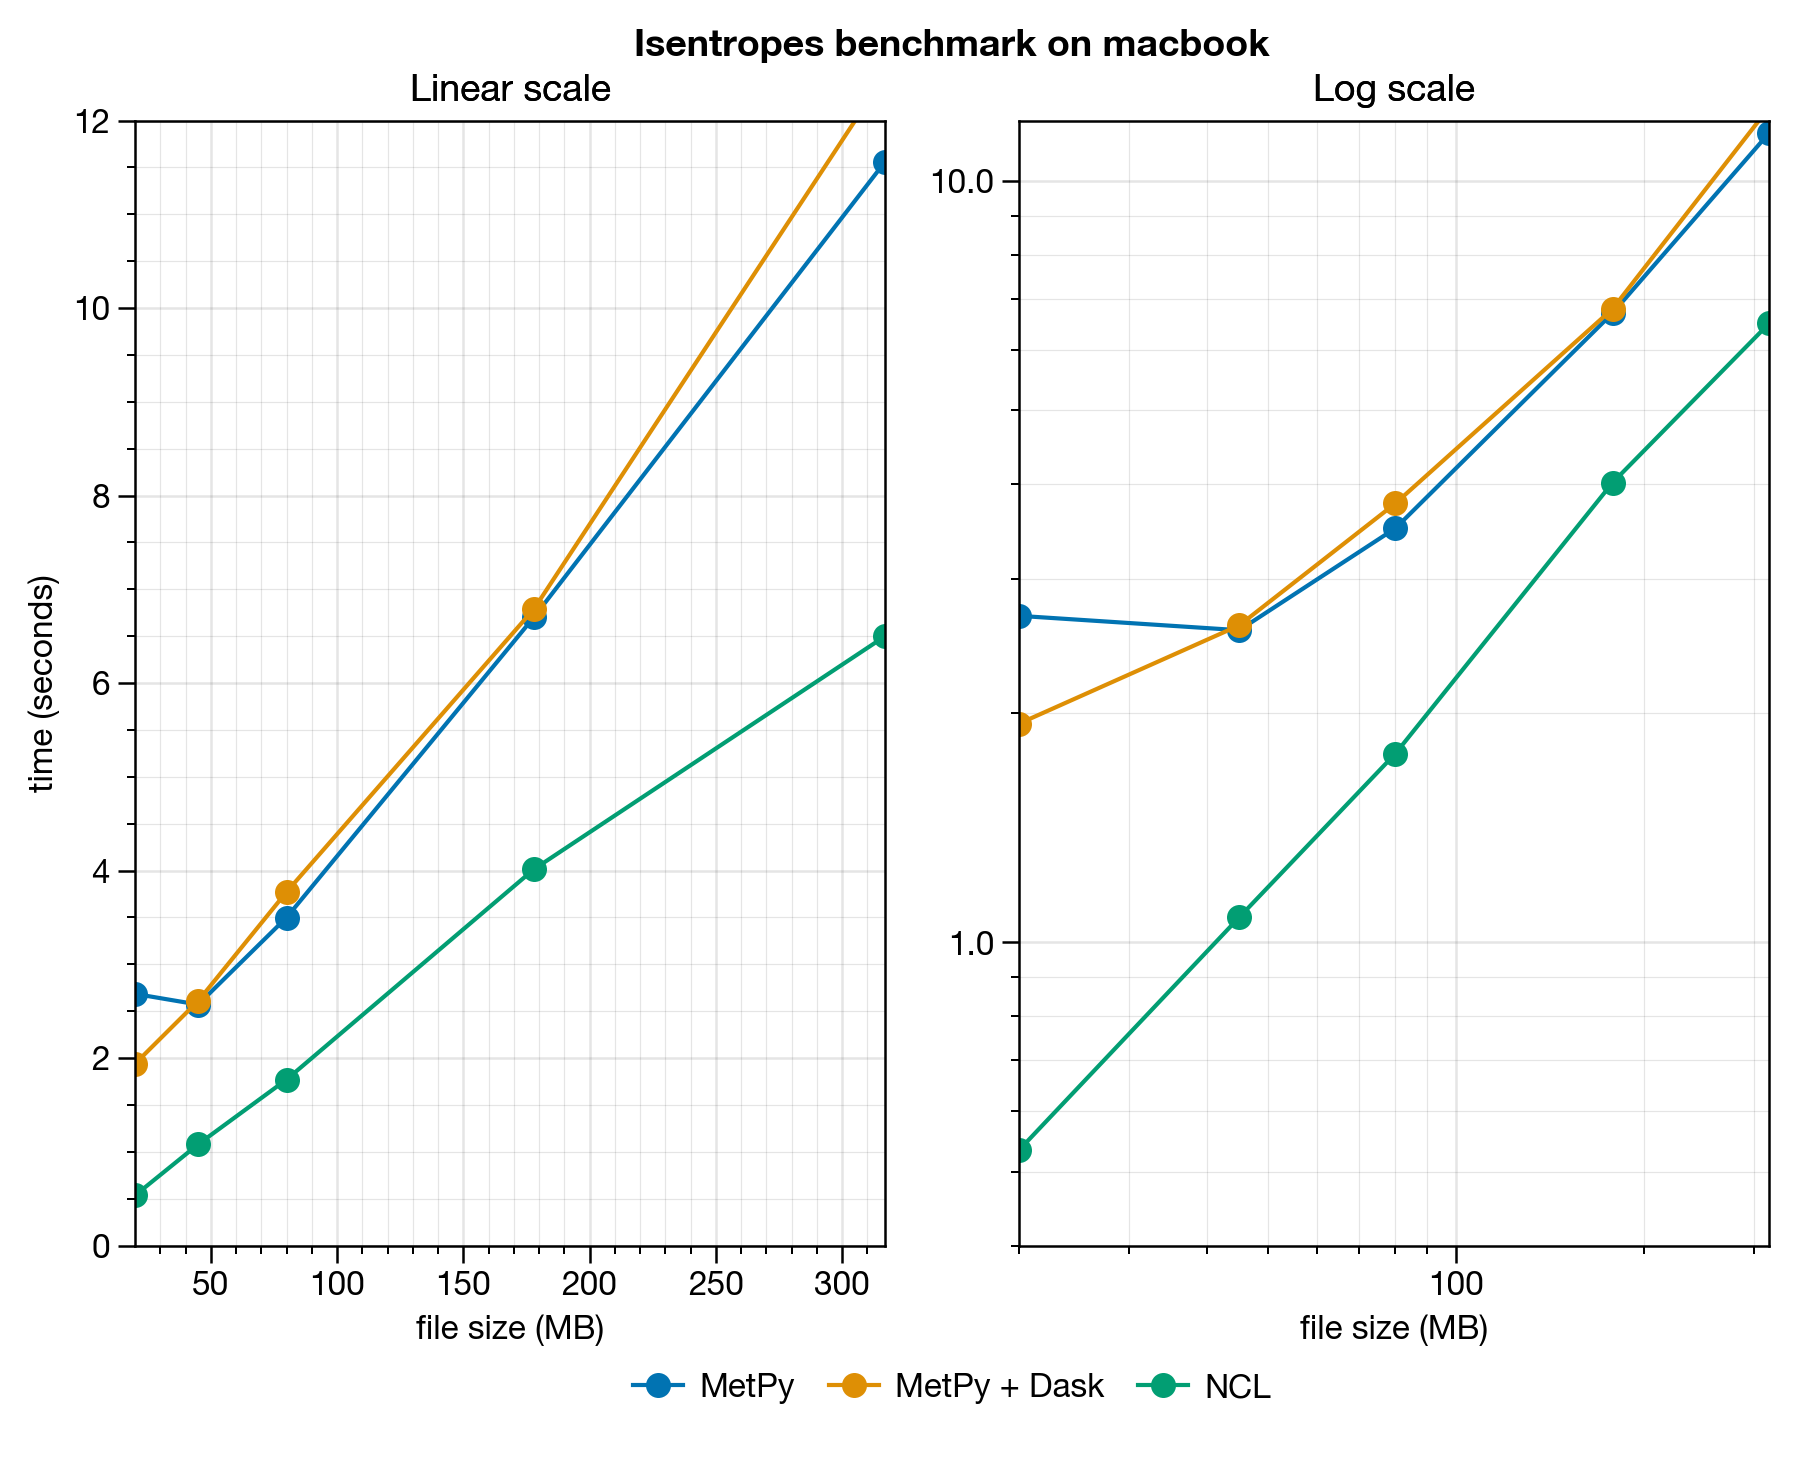 Isentropes benchmark on macbook
Linear scale
Log scale
12
10
8
6
4
2
0
time (seconds)
50 100 150 200 250 300
file size (MB)
10.0
1.0
100
file size (MB)
MetPy MetPy + Dask NCL